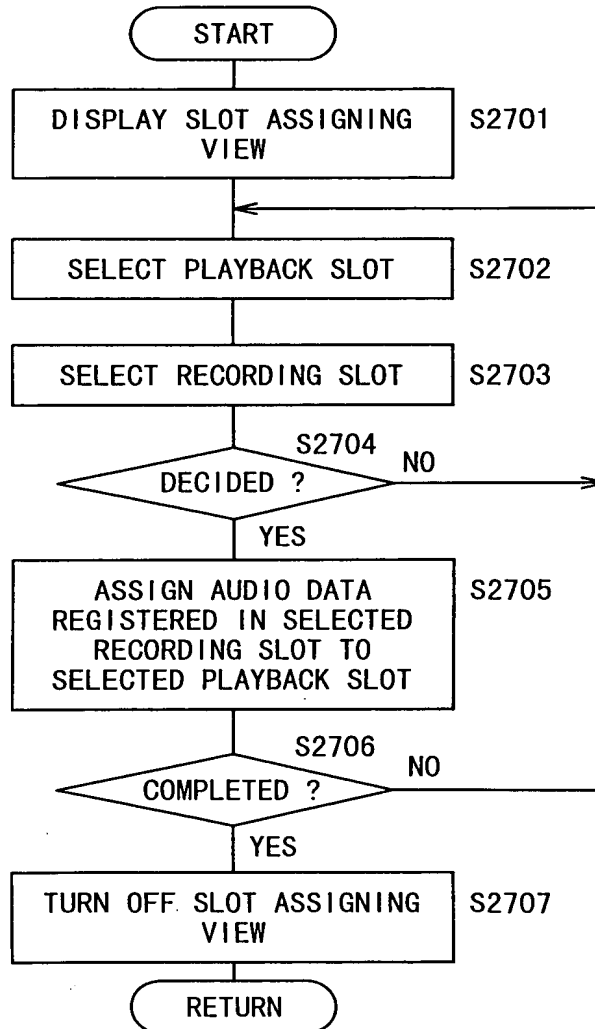 START
DISPLAY SLOT ASSIGNING
VIEW
S2701
SELECT PLAYBACK SLOT
S2702
SELECT RECORDING SLOT
S2703
S2704
DECIDED ?
NO
YES
ASSIGN AUDIO DATA
REGISTERED IN SELECTED
RECORDING SLOT TO
SELECTED PLAYBACK SLOT
S2705
S2706
COMPLETED ?
NO
YES
TURN OFF SLOT ASSIGNING
VIEW
S2707
RETURN